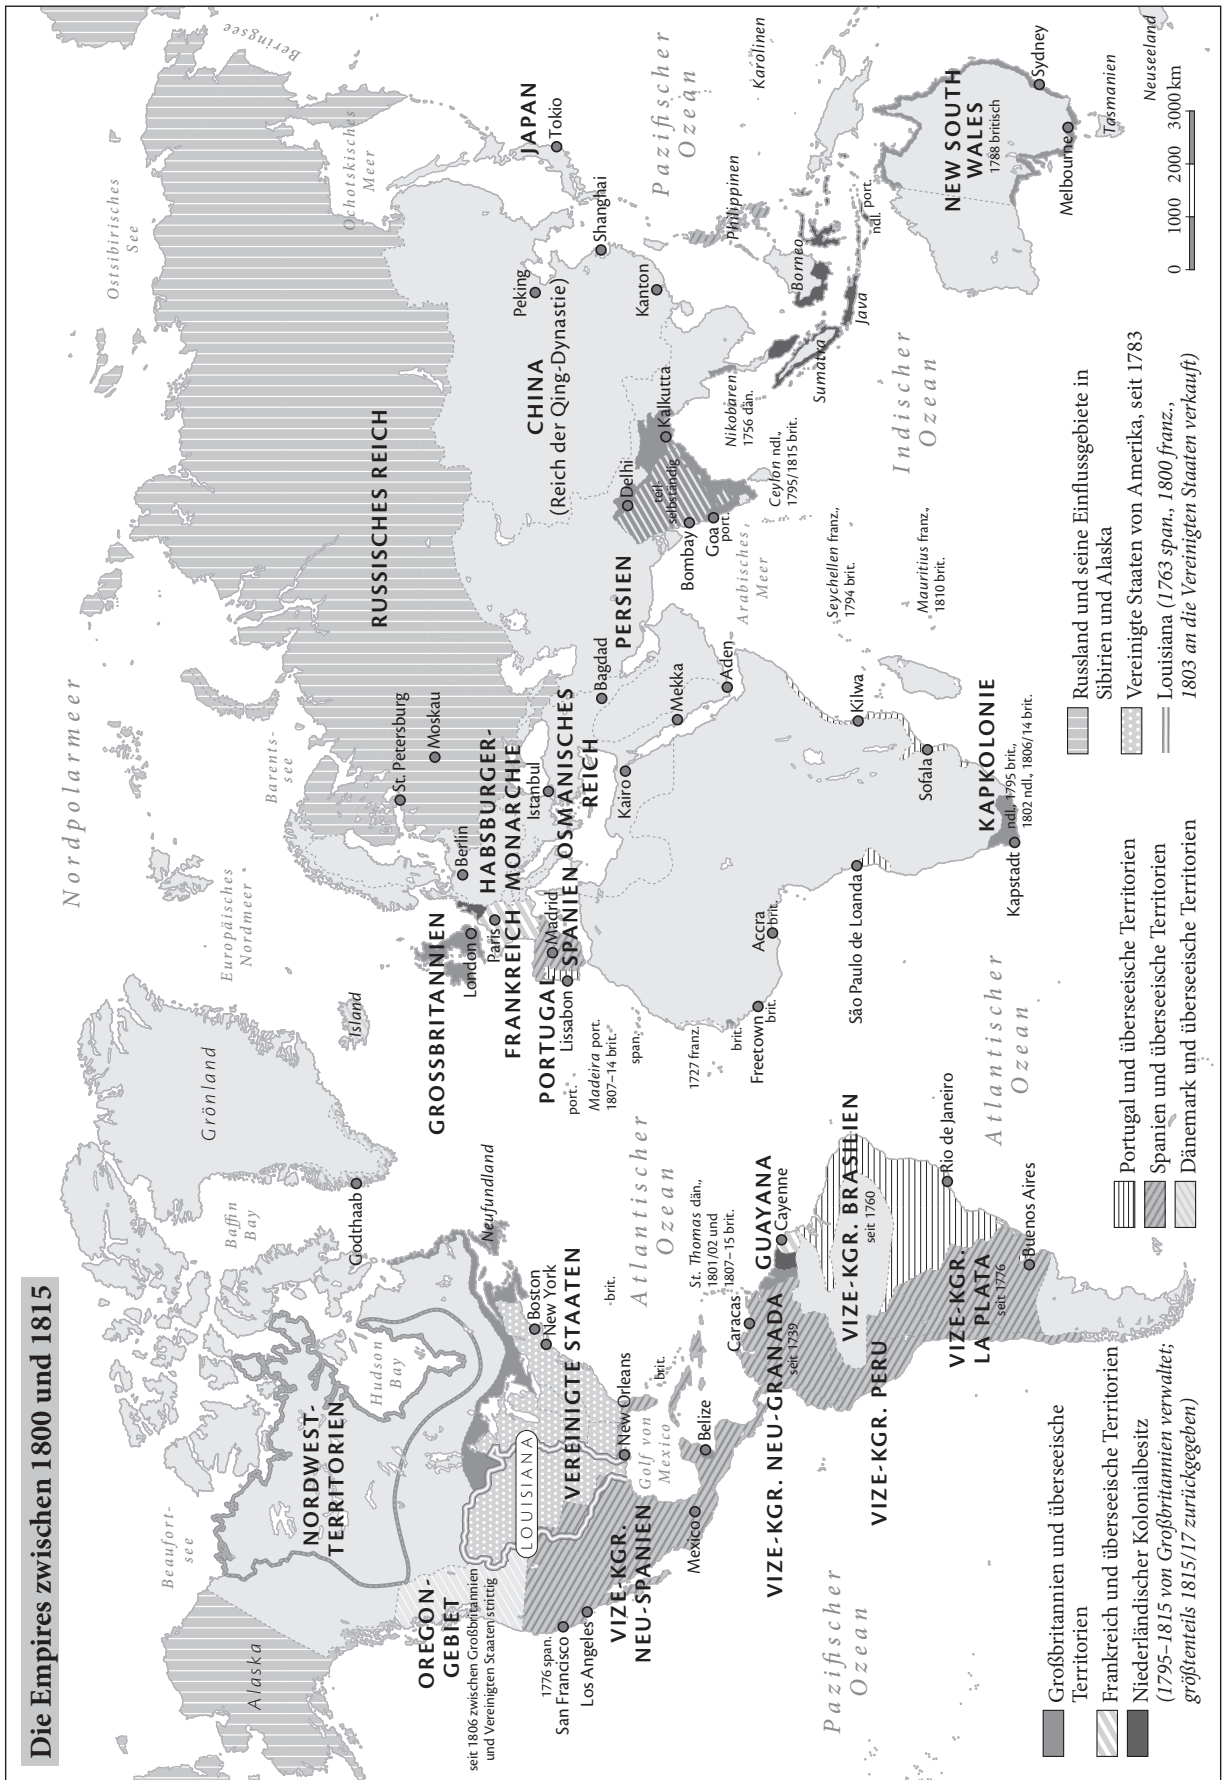 Die Empires zwischen 1800 und 1815
Nordpolarmeer
Beaufort-
see
Baffin
Bay
Grönland
Europäisches
Nordmeer
Barents-
see
Ostsibirisches
See
Beringsee
Ochotskisches
Meer
Alaska
NORDWEST-
TERRITORIEN
Hudson
Bay
Godthaab
Island
Neufundland
OREGON-
GEBIET
seit 1806 zwischen Großbritannien
und Vereinigten Staaten strittig
LOUISIANA
VEREINIGTE STAATEN
Boston
New York
1776 span.
San Francisco
Los Angeles
VIZE-KGR.
NEU-SPANIEN
New Orleans
Golf von
Mexico
Mexico
Belize
brit.
brit.
Atlantischer
Ozean
St. Thomas dän.,
1801/02 und
1807–15 brit.
Caracas
GUAYANA
Cayenne
VIZE-KGR. NEU-GRANADA
seit 1739
VIZE-KGR. BRASILIEN
seit 1760
VIZE-KGR. PERU
Rio de Janeiro
VIZE-KGR.
LA PLATA
seit 1776
Buenos Aires
Pazifischer
Ozean
Atlantischer
Ozean
GROSSBRITANNIEN
London
Paris
FRANKREICH
PORTUGAL
Lissabon
Madrid
SPANIEN
port.
Madeira port.
1807–14 brit.
span.
1727 franz.
brit.
Freetown
brit.
Accra
brit.
Berlin
HABSBURGER-
MONARCHIE
St. Petersburg
Moskau
RUSSISCHES REICH
Istanbul
OSMANISCHES
REICH
Kairo
Bagdad
Mekka
Aden
PERSIEN
São Paulo de Loanda
Kilwa
Sofala
KAPKOLONIE
ndl., 1795 brit.,
1802 ndl., 1806/14 brit.
Kapstadt
Arabisches
Meer
Seychellen franz.,
1794 brit.
Mauritius franz.,
1810 brit.
Delhi
teil-
selbständig
Bombay
Goa
port.
Kalkutta
Ceylon ndl.,
1795/1815 brit.
Nikobaren
1756 dän.
Indischer
Ozean
CHINA
(Reich der Qing-Dynastie)
Peking
Shanghai
Kanton
JAPAN
Tokio
Pazifischer
Ozean
Philippinen
Karolinen
Borneo
Sumatra
Java
ndl.
port.
NEW SOUTH
WALES
1788 britisch
Sydney
Melbourne
Tasmanien
Neuseeland
0 1000 2000 3000 km
Großbritannien und überseeische
Territorien
Frankreich und überseeische Territorien
Niederländischer Kolonialbesitz
(1795–1815 von Großbritannien verwaltet;
größtenteils 1815/17 zurückgegeben)
Portugal und überseeische Territorien
Spanien und überseeische Territorien
Dänemark und überseeische Territorien
Russland und seine Einflussgebiete in
Sibirien und Alaska
Vereinigte Staaten von Amerika, seit 1783
Louisiana (1763 span., 1800 franz.,
1803 an die Vereinigten Staaten verkauft)